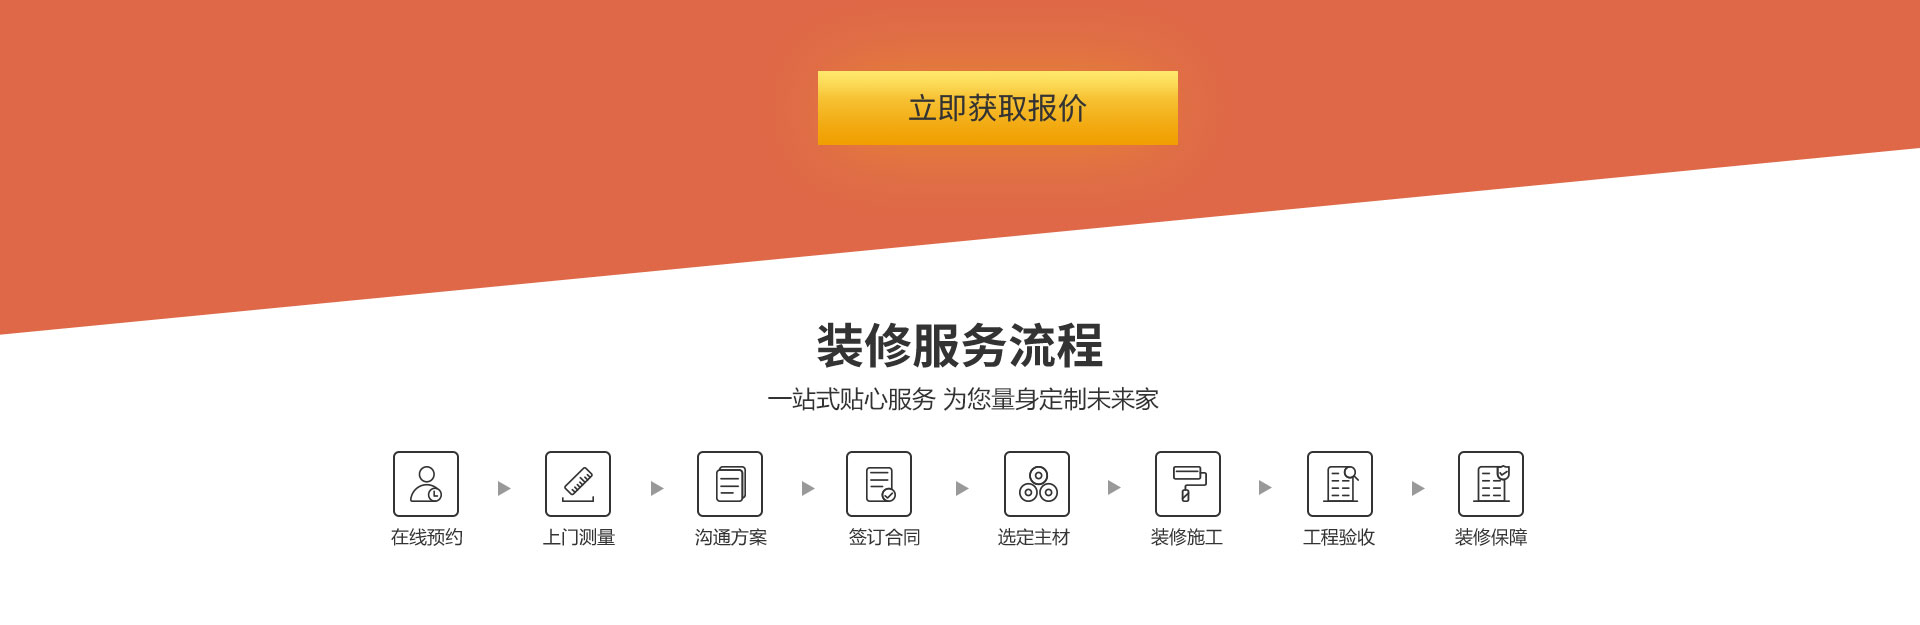 立即获取报价
装修服务流程
一站式贴心服务 为您量身定制未来家
在线预约 上门测量 沟通方案 签订合同 选定主材 装修施工 工程验收 装修保障